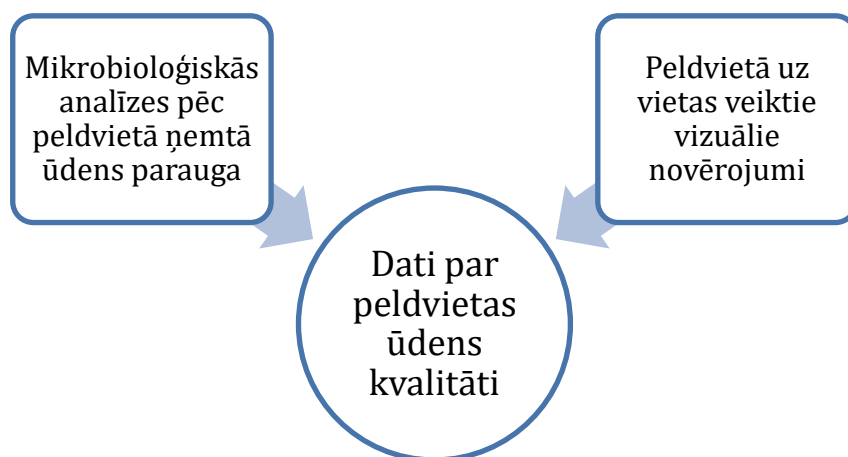 Mikrobioloģiskās
analīzes pēc
peldvietā ņemtā
ūdens parauga
Peldvietā uz
vietas veiktie
vizuālie
novērojumi
Dati par
peldvietas
ūdens
kvalitāti